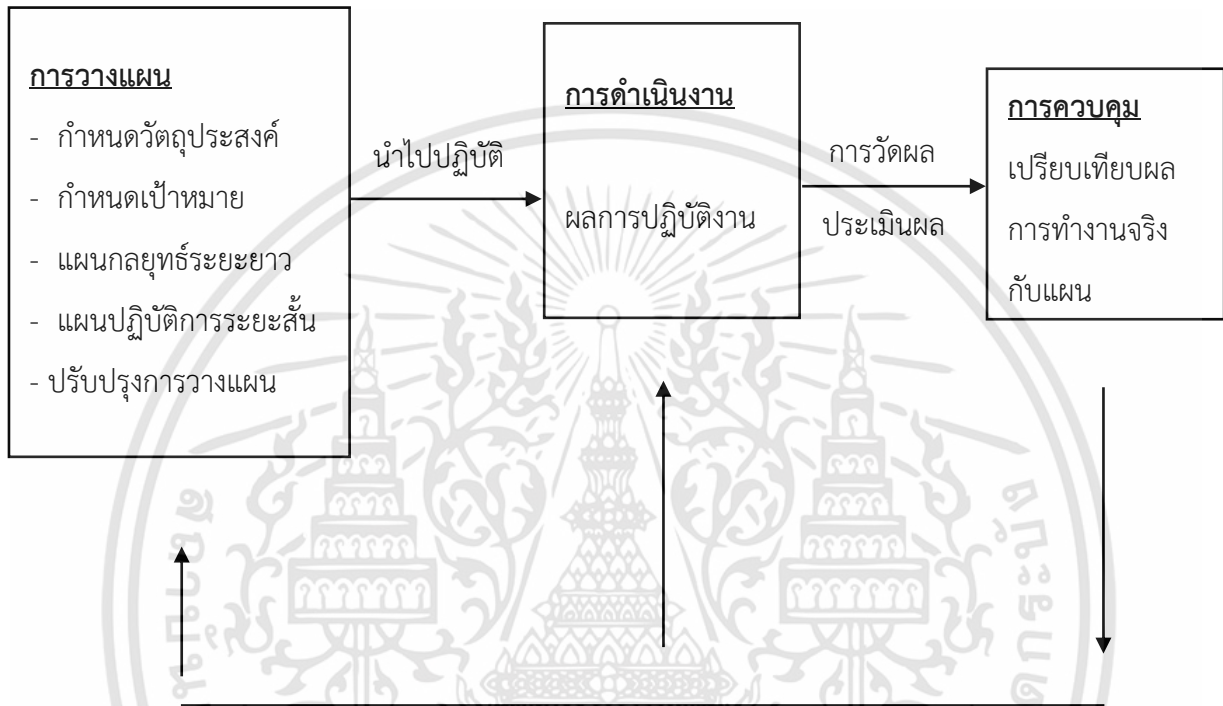 การวางแผน
- กำหนดวัตถุประสงค์
- กำหนดเป้าหมาย
- แผนกลยุทธ์ระยะยาว
- แผนปฏิบัติการระยะสั้น
- ปรับปรุงการวางแผน
นำไปปฏิบัติ
การดำเนินงาน
ผลการปฏิบัติงาน
การวัดผล
ประเมินผล
การควบคุม
เปรียบเทียบผล
การทำงานจริง
กับแผน